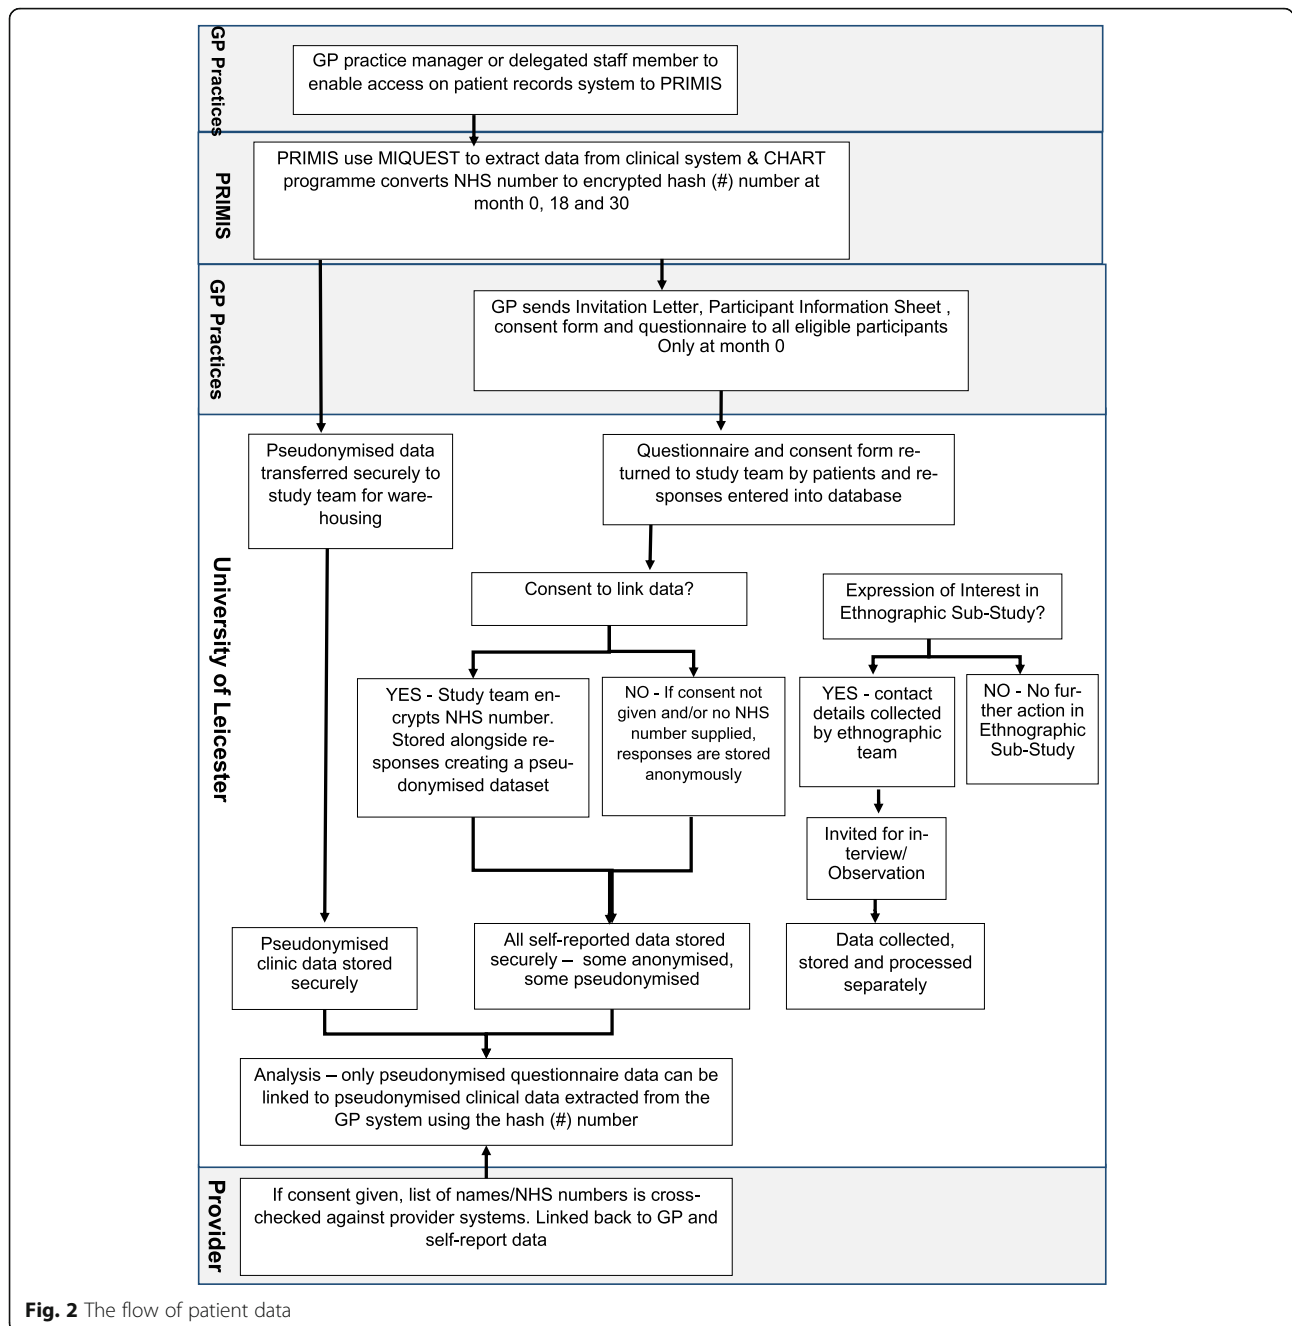 GP Practices
GP practice manager or delegated staff member to
enable access on patient records system to PRIMIS
PRIMIS
PRIMIS use MIQUEST to extract data from clinical system & CHART
programme converts NHS number to encrypted hash (#) number at
month 0, 18 and 30
GP Practices
GP sends Invitation Letter, Participant Information Sheet ,
consent form and questionnaire to all eligible participants
Only at month 0
University of Leicester
Pseudonymised data
transferred securely to
study team for ware-
housing
Questionnaire and consent form re-
turned to study team by patients and re-
sponses entered into database
Consent to link data?
Expression of Interest in
Ethnographic Sub-Study?
YES - Study team en-
crypts NHS number.
Stored alongside re-
sponses creating a pseu-
donymised dataset
NO - If consent not
given and/or no NHS
number supplied,
responses are stored
anonymously
YES - contact
details collected
by ethnographic
team
NO - No fur-
ther action in
Ethnographic
Sub-Study
Invited for in-
terview/
Observation
Pseudonymised
clinic data stored
securely
All self-reported data stored
securely – some anonymised,
some pseudonymised
Data collected,
stored and processed
separately
Analysis – only pseudonymised questionnaire data can be
linked to pseudonymised clinical data extracted from the
GP system using the hash (#) number
Provider
If consent given, list of names/NHS numbers is cross-
checked against provider systems. Linked back to GP and
self-report data
Fig. 2 The flow of patient data